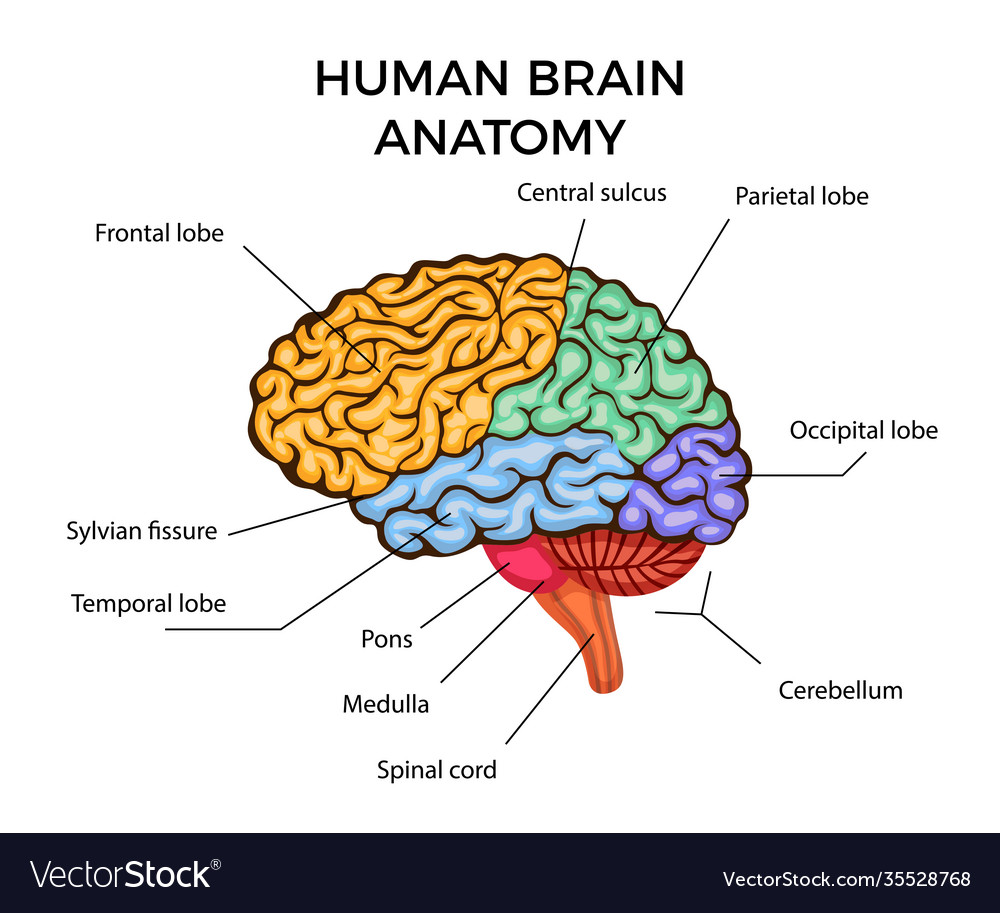 HUMAN BRAIN
ANATOMY
Central sulcus
Parietal lobe
Frontal lobe
Occipital lobe
Sylvian fissure
Temporal lobe
Pons
Medulla
Cerebellum
Spinal cord
VectorStock®
VectorStock.com/35528768